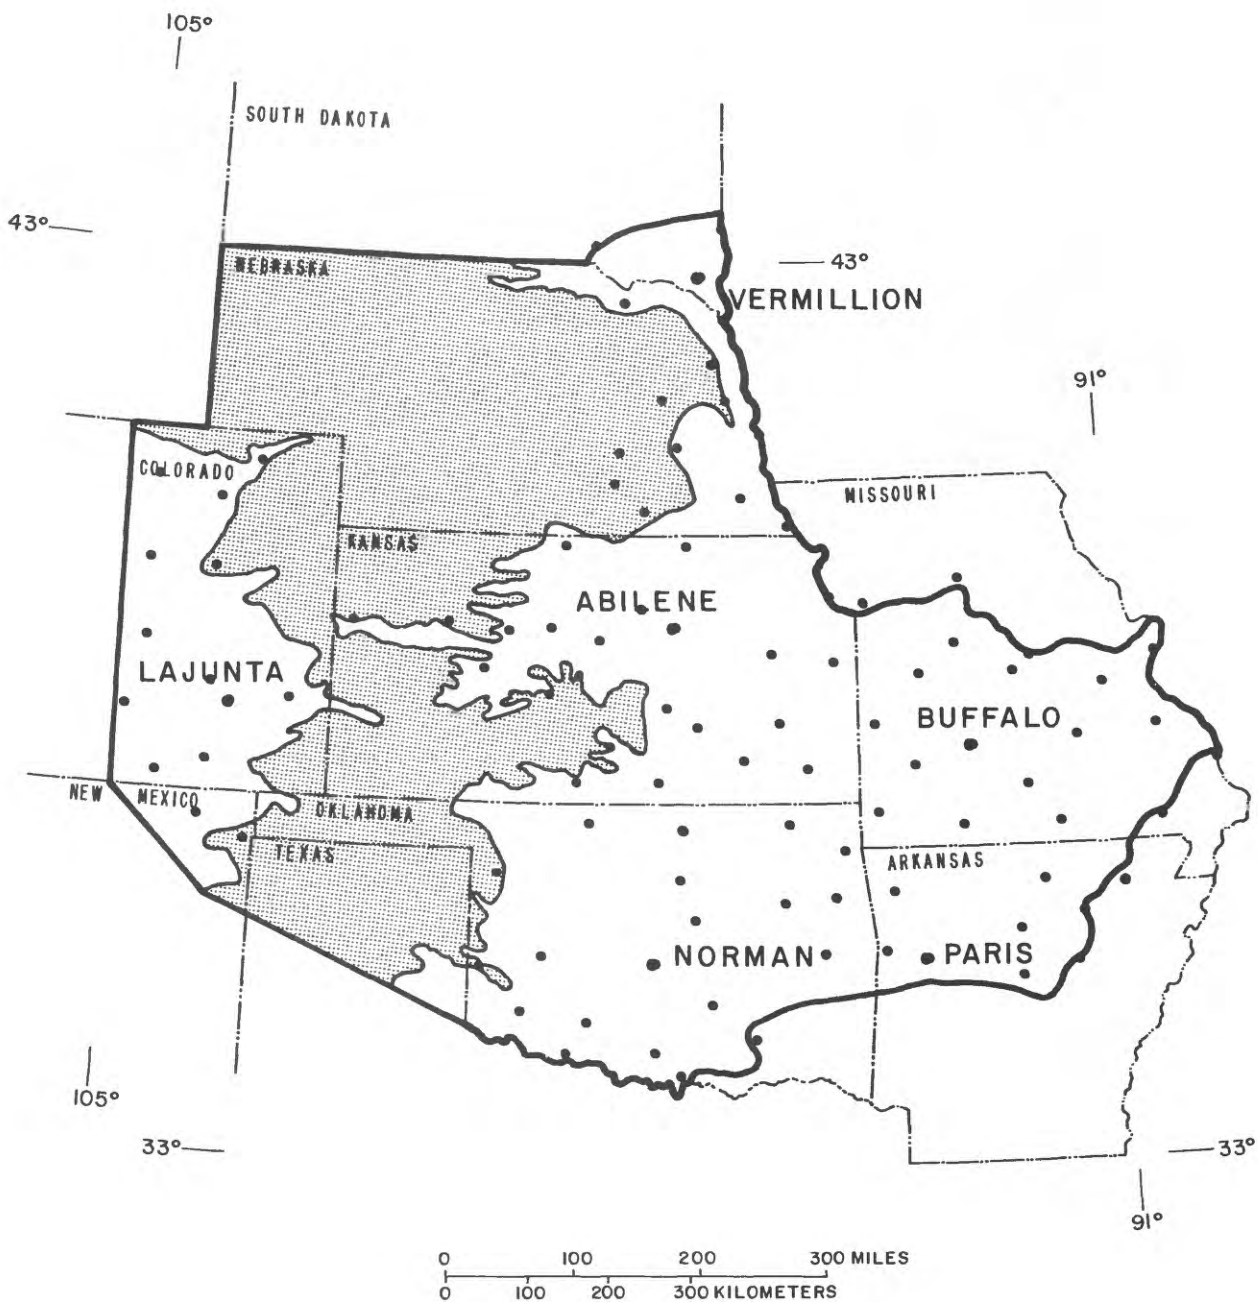 105°
SOUTH DAKOTA
43°
NEBRASKA
43°
VERMILLION
91°
COLORADO
MISSOURI
KANSAS
ABILENE
LAJUNTA
BUFFALO
NEW MEXICO
OKLAHOMA
TEXAS
ARKANSAS
NORMAN
PARIS
105°
33°
33°
91°
0 100 200 300 MILES
0 100 200 300 KILOMETERS